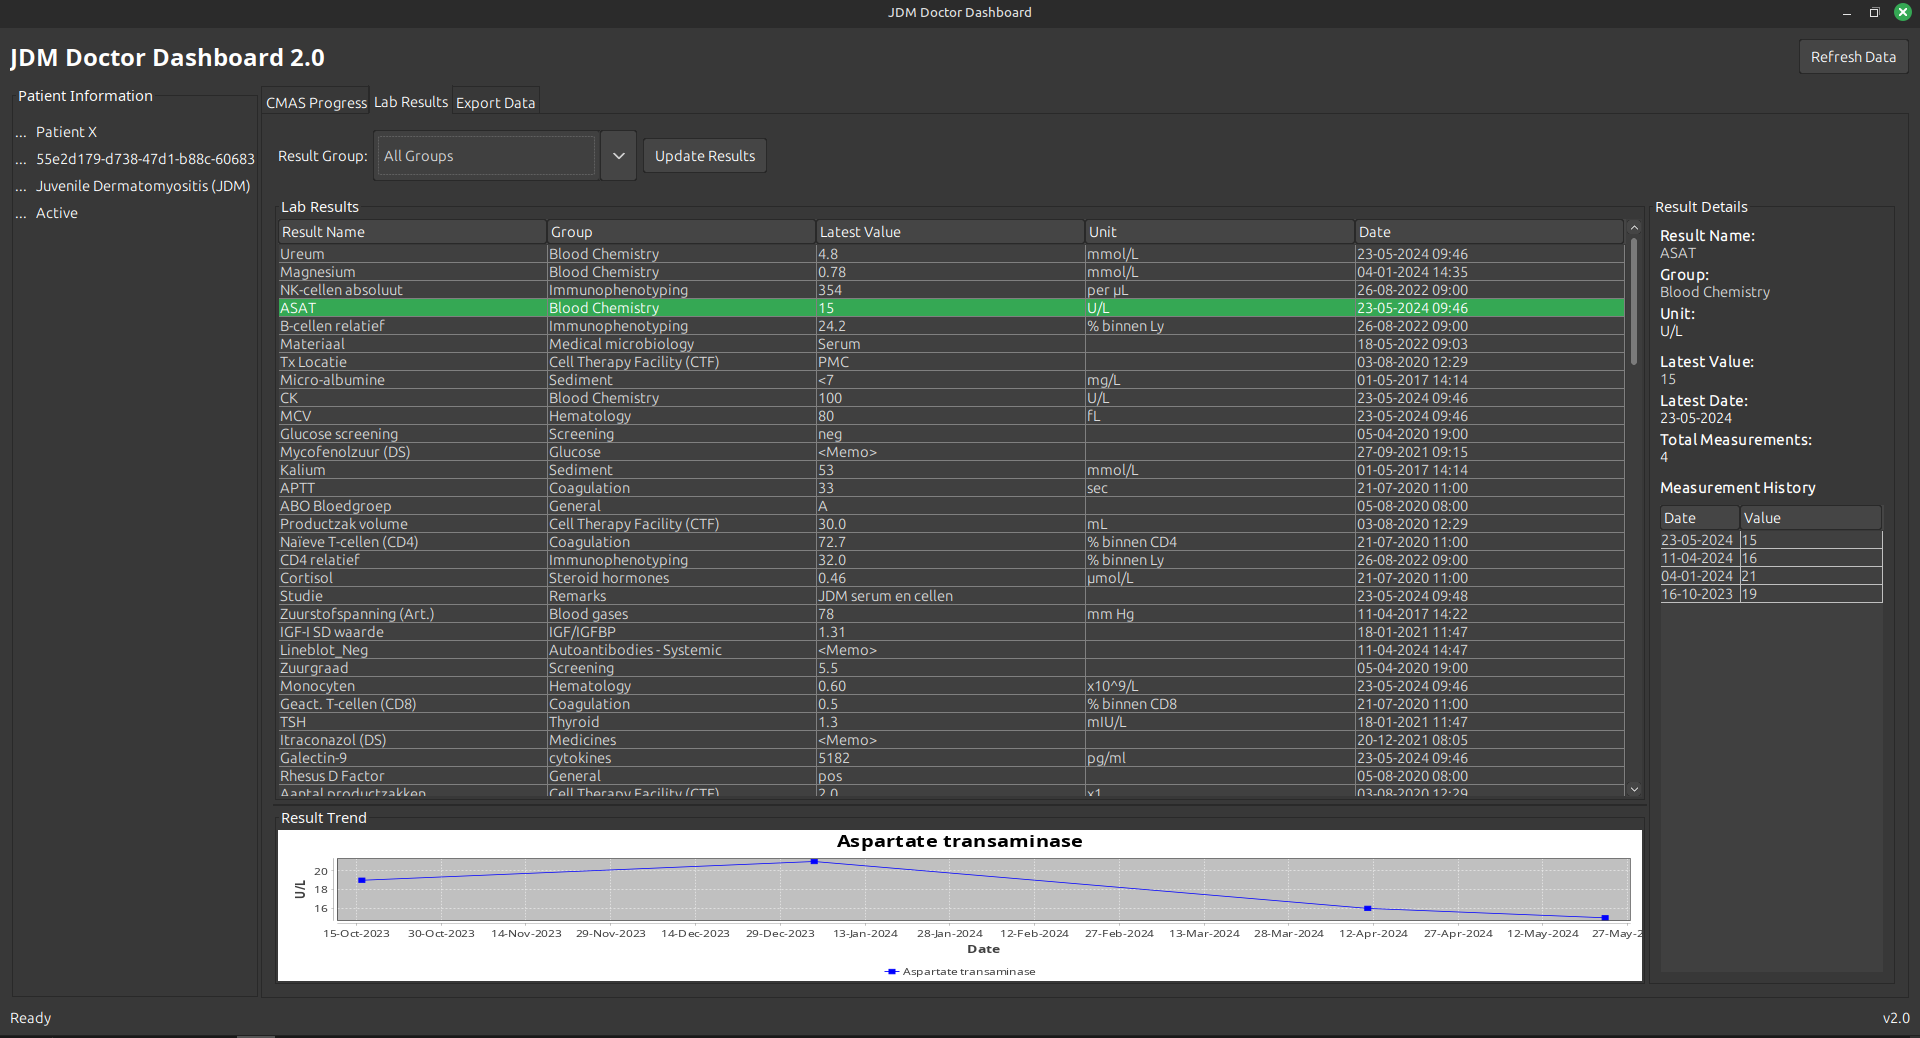 JDM Doctor Dashboard
JDM Doctor Dashboard 2.0
Refresh Data
Patient Information
... Patient X
... 55e2d179-d738-47d1-b88c-60683
... Juvenile Dermatomyositis (JDM)
... Active
CMAS Progress Lab Results Export Data
Result Group: All Groups Update Results
Lab Results
Result Name Group Latest Value Unit Date
Ureum Blood Chemistry 4.8 mmol/L 23-05-2024 09:46
Magnesium Blood Chemistry 0.78 mmol/L 04-01-2024 14:35
NK-cellen absoluut Immunophenotyping 354 per µL 26-08-2022 09:00
ASAT Blood Chemistry 15 U/L 23-05-2024 09:46
B-cellen relatief Immunophenotyping 24.2 % binnen Ly 26-08-2022 09:00
Materiaal Medical microbiology Serum 18-05-2022 09:03
Tx Locatie Cell Therapy Facility (CTF) PMC 03-08-2020 12:29
Micro-albumine Sediment <7 mg/L 01-05-2017 14:14
CK Blood Chemistry 100 U/L 23-05-2024 09:46
MCV Hematology 80 fL 23-05-2024 09:46
Glucose screening Screening neg 05-04-2020 19:00
Mycofenolzuur (DS) Glucose <Memo> 27-09-2021 09:15
Kalium Sediment 53 mmol/L 01-05-2017 14:14
APTT Coagulation 33 sec 21-07-2020 11:00
ABO Bloedgroep General A 05-08-2020 08:00
Productzak volume Cell Therapy Facility (CTF) 30.0 mL 03-08-2020 12:29
Naïeve T-cellen (CD4) Coagulation 72.7 % binnen CD4 21-07-2020 11:00
CD4 relatief Immunophenotyping 32.0 % binnen Ly 26-08-2022 09:00
Cortisol Steroid hormones 0.46 µmol/L 21-07-2020 11:00
Studie Remarks JDM serum en cellen 23-05-2024 09:48
Zuurstofspanning (Art.) Blood gases 78 mm Hg 11-04-2017 14:22
IGF-I SD waarde IGF/IGFBP 1.31 18-01-2021 11:47
Lineblot_Neg Autoantibodies - Systemic <Memo> 11-04-2024 14:47
Zuurgraad Screening 5.5 05-04-2020 19:00
Monocyten Hematology 0.60 x10^9/L 23-05-2024 09:46
Geact. T-cellen (CD8) Coagulation 0.5 % binnen CD8 21-07-2020 11:00
TSH Thyroid 1.3 mIU/L 18-01-2021 11:47
Itraconazol (DS) Medicines <Memo> 20-12-2021 08:05
Galectin-9 cytokines 5182 pg/ml 23-05-2024 09:46
Rhesus D Factor General pos 05-08-2020 08:00
Aantal productzakken Cell Therapy Facility (CTF) 2.0 x1 03-08-2020 12:29
Result Details
Result Name:
ASAT
Group:
Blood Chemistry
Unit:
U/L
Latest Value:
15
Latest Date:
23-05-2024
Total Measurements:
4
Measurement History
Date Value
23-05-2024 15
11-04-2024 16
04-01-2024 21
16-10-2023 19
Result Trend
Aspartate transaminase
U/L
20
18
16
15-Oct-2023 30-Oct-2023 14-Nov-2023 29-Nov-2023 14-Dec-2023 29-Dec-2023 13-Jan-2024 28-Jan-2024 12-Feb-2024 27-Feb-2024 13-Mar-2024 28-Mar-2024 12-Apr-2024 27-Apr-2024 12-May-2024 27-May-2
Date
Aspartate transaminase
Ready
v2.0